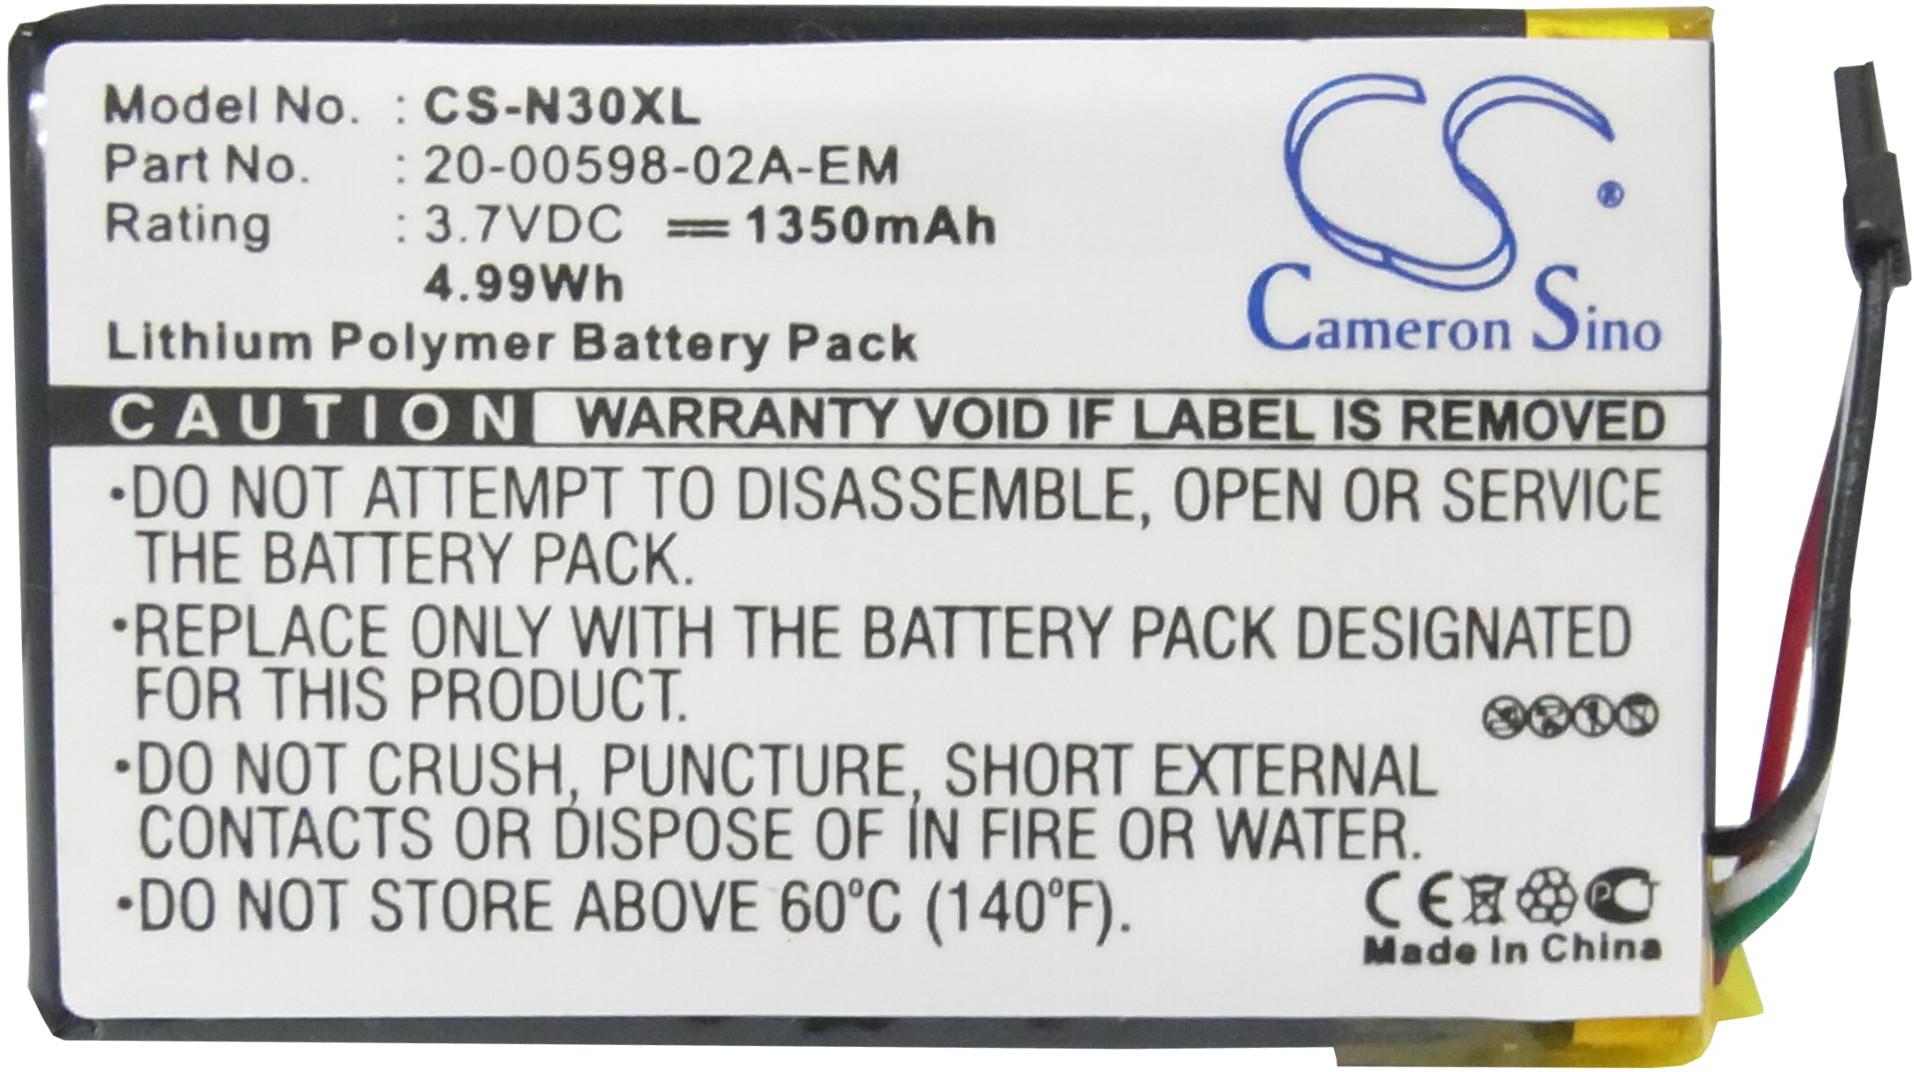 Model No. : CS-N30XL
Part No. : 20-00598-02A-EM
Rating : 3.7VDC ⎓ 1350mAh
4.99Wh
Lithium Polymer Battery Pack
CS ®
Cameron Sino
CAUTION WARRANTY VOID IF LABEL IS REMOVED
•DO NOT ATTEMPT TO DISASSEMBLE, OPEN OR SERVICE
THE BATTERY PACK.
•REPLACE ONLY WITH THE BATTERY PACK DESIGNATED
FOR THIS PRODUCT.
•DO NOT CRUSH, PUNCTURE, SHORT EXTERNAL
CONTACTS OR DISPOSE OF IN FIRE OR WATER.
•DO NOT STORE ABOVE 60°C (140°F).
CE
Made In China